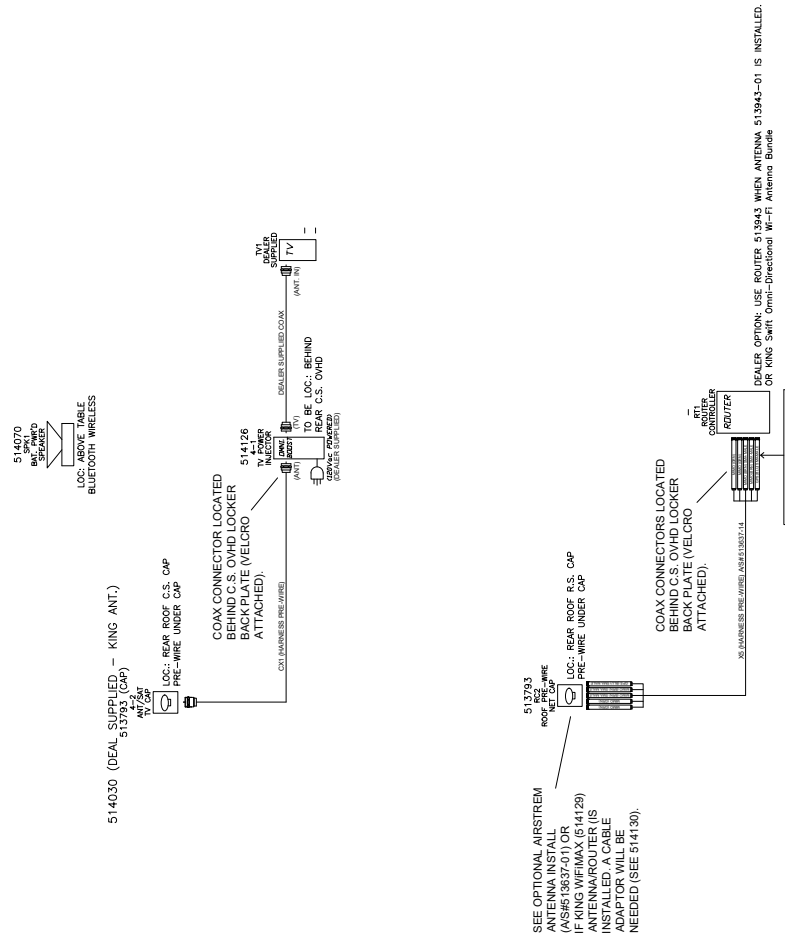 514070
SPK1
BAT. PWR'D
SPEAKER
LOC: ABOVE TABLE
BLUETOOTH WIRELESS
514030 (DEAL SUPPLIED - KING ANT.)
513793 (CAP)
4-2
ANT/SAT
TV CAP
LOC.: REAR ROOF C.S. CAP
PRE-WIRE UNDER CAP
CX1 (HARNESS PRE-WIRE)
COAX CONNECTOR LOCATED
BEHIND C.S. OVHD LOCKER
BACK PLATE (VELCRO
ATTACHED).
514126
4-1
TV POWER
INJECTOR
(ANT)
OMNI
BOOST
(TV)
TO BE LOC.: BEHIND
REAR C.S. OVHD
(120Vac POWERED)
(DEALER SUPPLIED)
DEALER SUPPLIED COAX
TV1
DEALER
SUPPLIED
TV
(ANT. IN)
SEE OPTIONAL AIRSTREM
ANTENNA INSTALL
(A/S#513637-01) OR
IF KING WIFIMAX (514129)
ANTENNA/ROUTER (IS
INSTALLED. A CABLE
ADAPTOR WILL BE
NEEDED (SEE 514130).
513793
RC2
ROOF PRE-WIRE
NET CAP
LOC.: REAR ROOF R.S. CAP
PRE-WIRE UNDER CAP
X5 (HARNESS PRE-WIRE) A/S#513637-14
COAX CONNECTORS LOCATED
BEHIND C.S. OVHD LOCKER
BACK PLATE (VELCRO
ATTACHED).
RT1
ROUTER
CONTROLLER
ROUTER
DEALER OPTION: USE ROUTER 513943 WHEN ANTENNA 513943-01 IS INSTALLED.
OR KING Swift Omni-Directional Wi-Fi Antenna Bundle